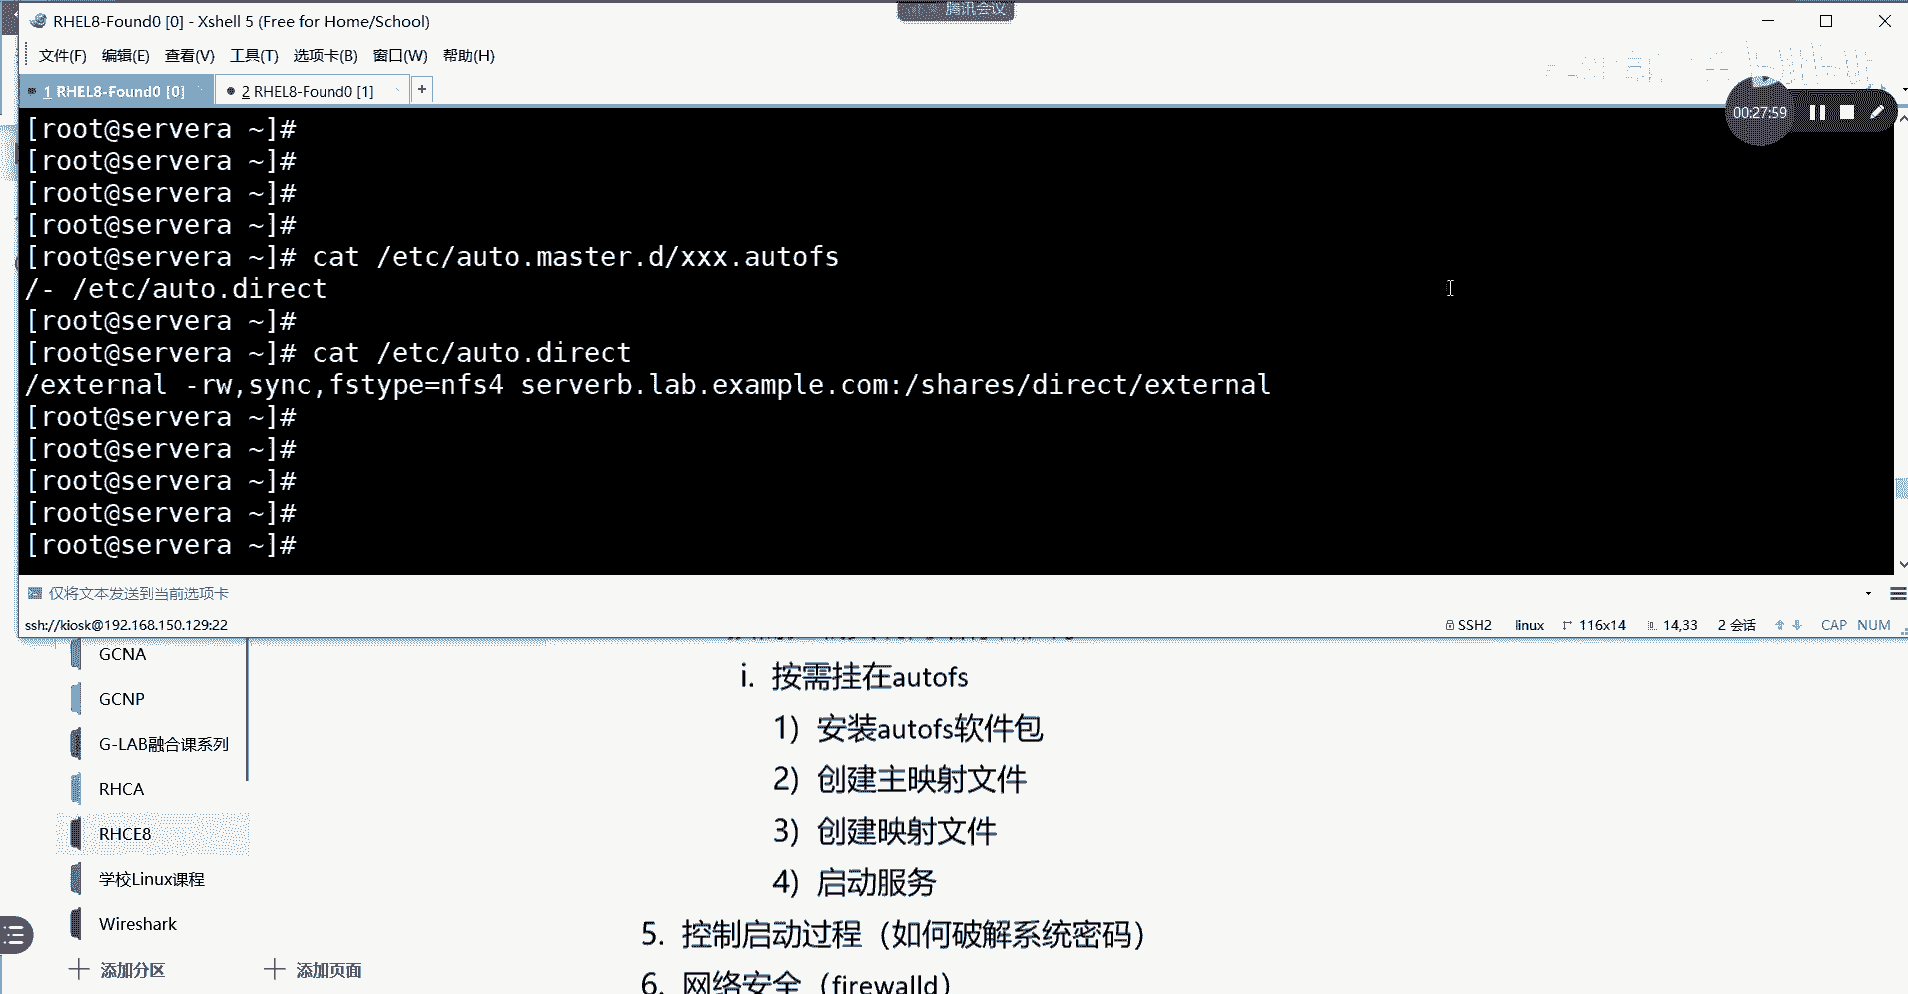 腾讯会议
RHEL8-Found0 [0] - Xshell 5 (Free for Home/School)
文件(F) 编辑(E) 查看(V) 工具(T) 选项卡(B) 窗口(W) 帮助(H)
1 RHEL8-Found0 [0] 2 RHEL8-Found0 [1] +
00:27:59
[root@servera ~]#
[root@servera ~]#
[root@servera ~]#
[root@servera ~]#
[root@servera ~]# cat /etc/auto.master.d/xxx.autofs
/- /etc/auto.direct
[root@servera ~]#
[root@servera ~]# cat /etc/auto.direct
/external -rw,sync,fstype=nfs4 serverb.lab.example.com:/shares/direct/external
[root@servera ~]#
[root@servera ~]#
[root@servera ~]#
[root@servera ~]#
[root@servera ~]#
仅将文本发送到当前选项卡
ssh://kiosk@192.168.150.129:22 SSH2 linux 116x14 14,33 2 会话 CAP NUM
GCNA
GCNP
G-LAB融合课系列
RHCA
RHCE8
学校Linux课程
Wireshark
添加分区 添加页面
i. 按需挂在autofs
1) 安装autofs软件包
2) 创建主映射文件
3) 创建映射文件
4) 启动服务
5. 控制启动过程（如何破解系统密码）
6. 网络安全（firewalld）